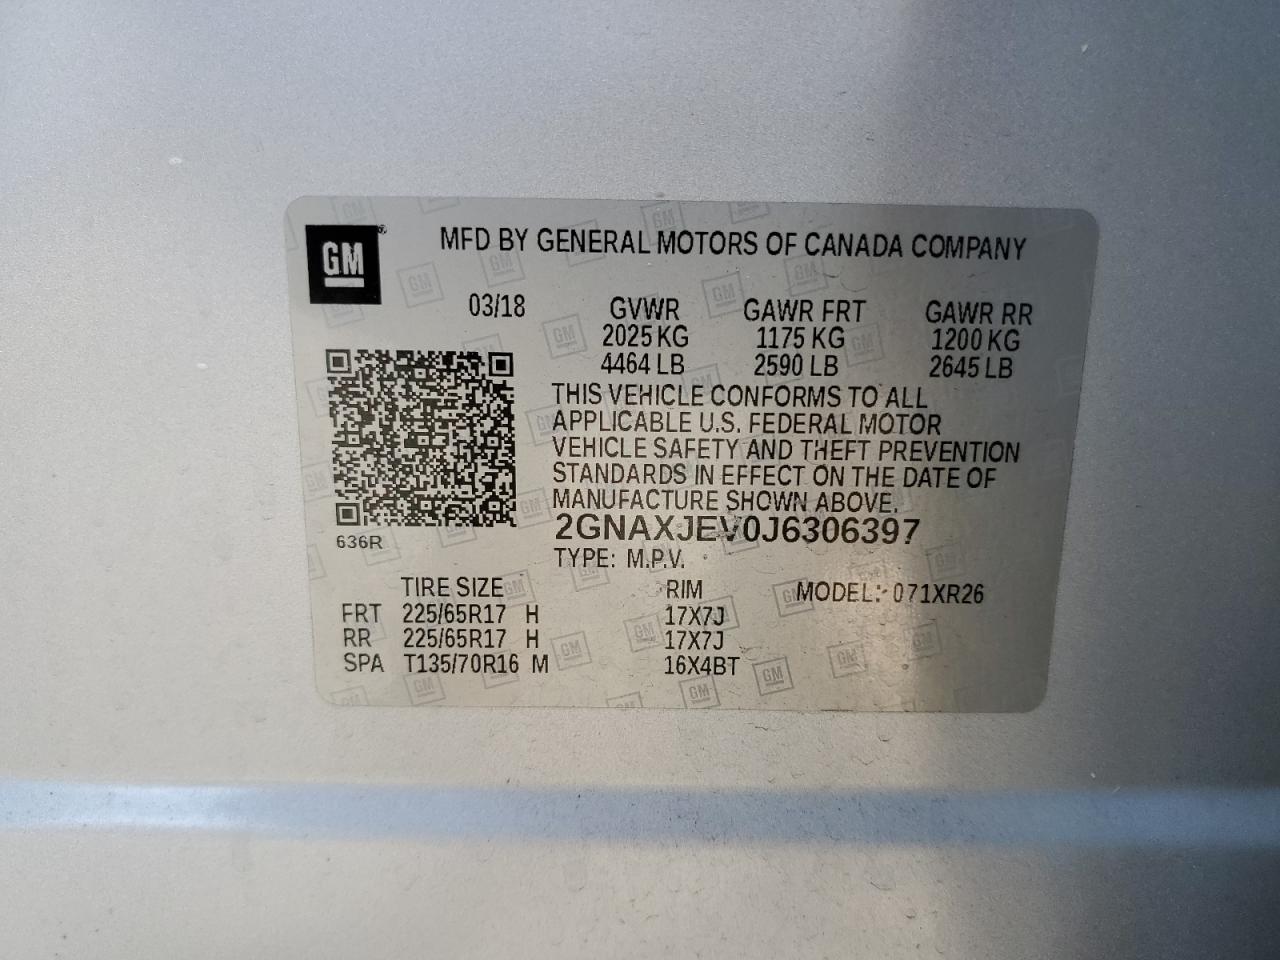 GM®
MFD BY GENERAL MOTORS OF CANADA COMPANY
03/18 GVWR GAWR FRT GAWR RR
2025 KG 1175 KG 1200 KG
4464 LB 2590 LB 2645 LB
THIS VEHICLE CONFORMS TO ALL
APPLICABLE U.S. FEDERAL MOTOR
VEHICLE SAFETY AND THEFT PREVENTION
STANDARDS IN EFFECT ON THE DATE OF
MANUFACTURE SHOWN ABOVE.
636R
2GNAXJEV0J6306397
TYPE: M.P.V.
TIRE SIZE RIM MODEL: 071XR26
FRT 225/65R17 H 17X7J
RR 225/65R17 H 17X7J
SPA T135/70R16 M 16X4BT